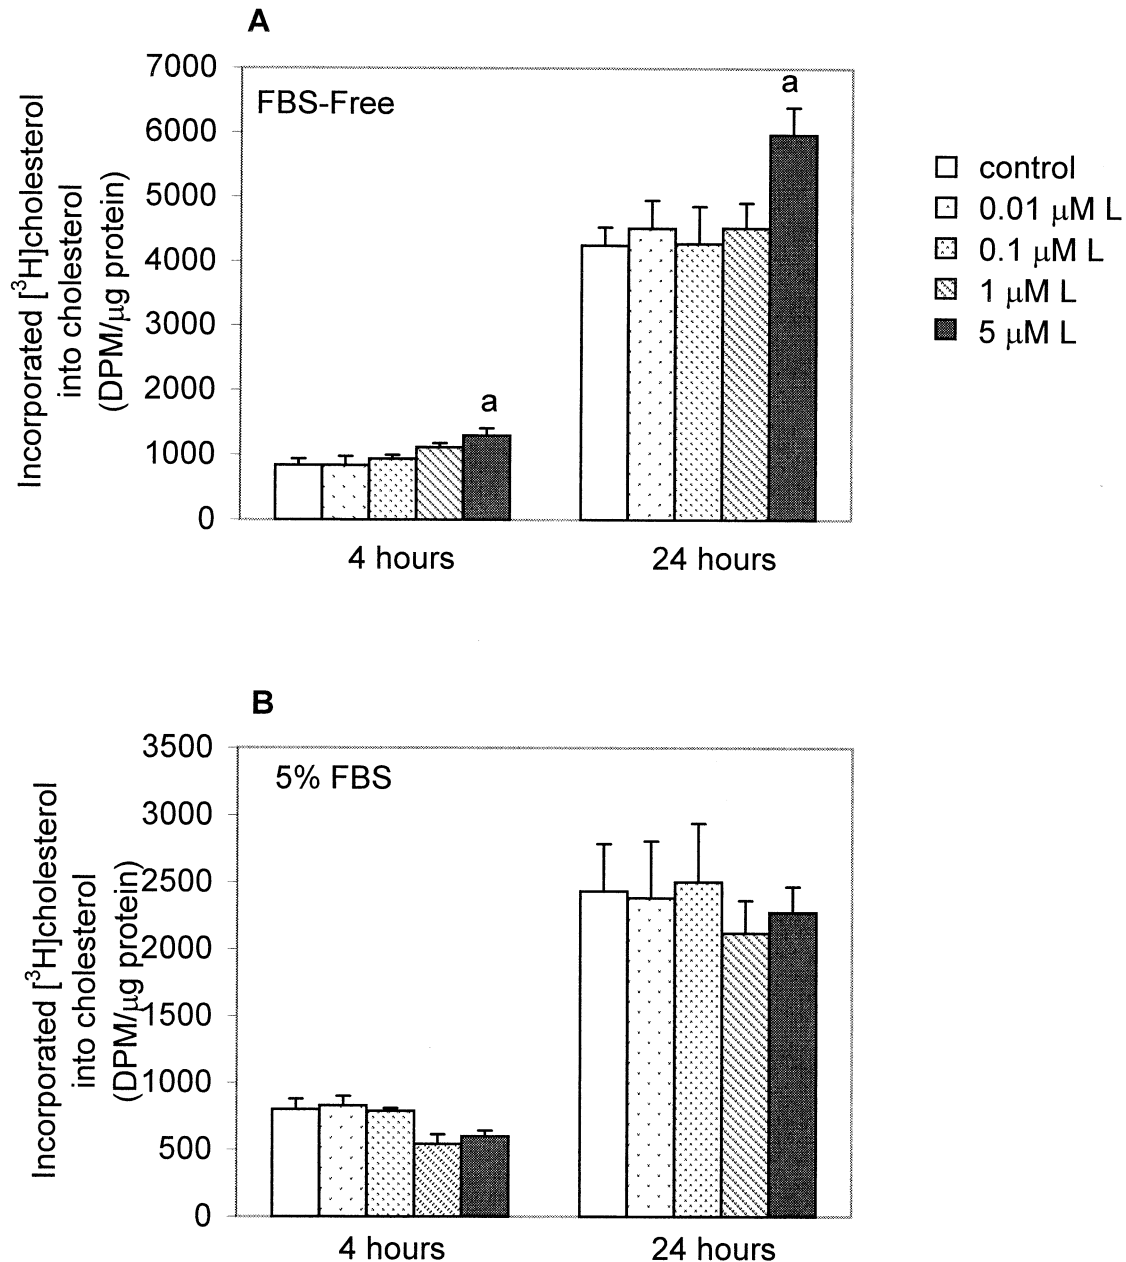 A
7000
6000
5000
4000
3000
2000
1000
0
Incorporated [³H]cholesterol
into cholesterol
(DPM/μg protein)
FBS-Free
a
a
4 hours
24 hours
control
0.01 μM L
0.1 μM L
1 μM L
5 μM L
B
3500
3000
2500
2000
1500
1000
500
0
Incorporated [³H]cholesterol
into cholesterol
(DPM/μg protein)
5% FBS
4 hours
24 hours